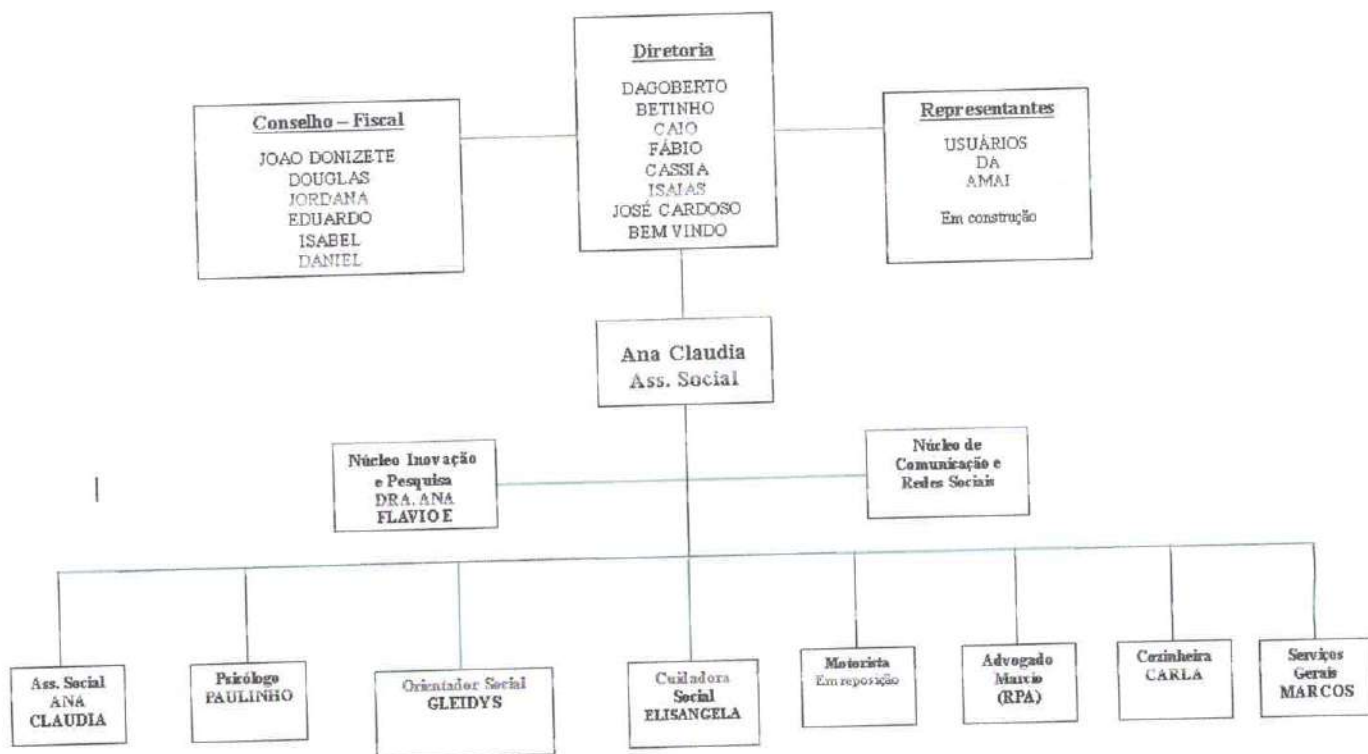 Diretoria
DAGOBERTO
BETINHO
CAIO
FÁBIO
CASSIA
ISAIAS
JOSÉ CARDOSO
BEM VINDO
Conselho – Fiscal
JOAO DONIZETE
DOUGLAS
JORDANA
EDUARDO
ISABEL
DANIEL
Representantes
USUÁRIOS
DA
AMAI
Em construção
Ana Claudia
Ass. Social
Núcleo Inovação
e Pesquisa
DRA. ANA
FLAVIO E
Núcleo de
Comunicação e
Redes Sociais
Ass. Social
ANA
CLAUDIA
Psicólogo
PAULINHO
Orientador Social
GLEIDYS
Cuidadora
Social
ELISANGELA
Motorista
Em reposição
Advogado
Marcio
(RPA)
Cozinheira
CARLA
Serviços
Gerais
MARCOS